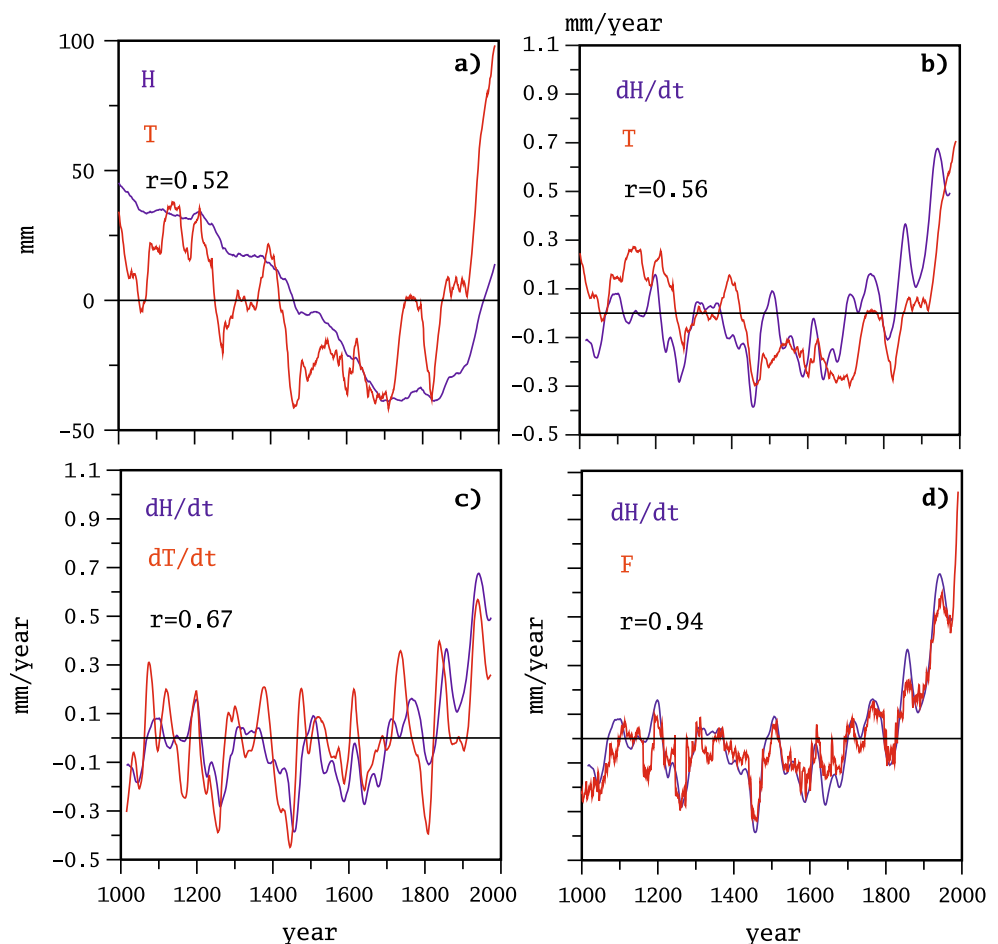 mm/year
100
50
0
−50
mm
a)
H
T
r=0.52
1.1
0.9
0.7
0.5
0.3
0.1
−0.1
−0.3
−0.5
b)
dH/dt
T
r=0.56
1.1
0.9
0.7
0.5
0.3
0.1
−0.1
−0.3
−0.5
mm/year
c)
dH/dt
dT/dt
r=0.67
1000 1200 1400 1600 1800 2000
year
mm/year
d)
dH/dt
F
r=0.94
1000 1200 1400 1600 1800 2000
year